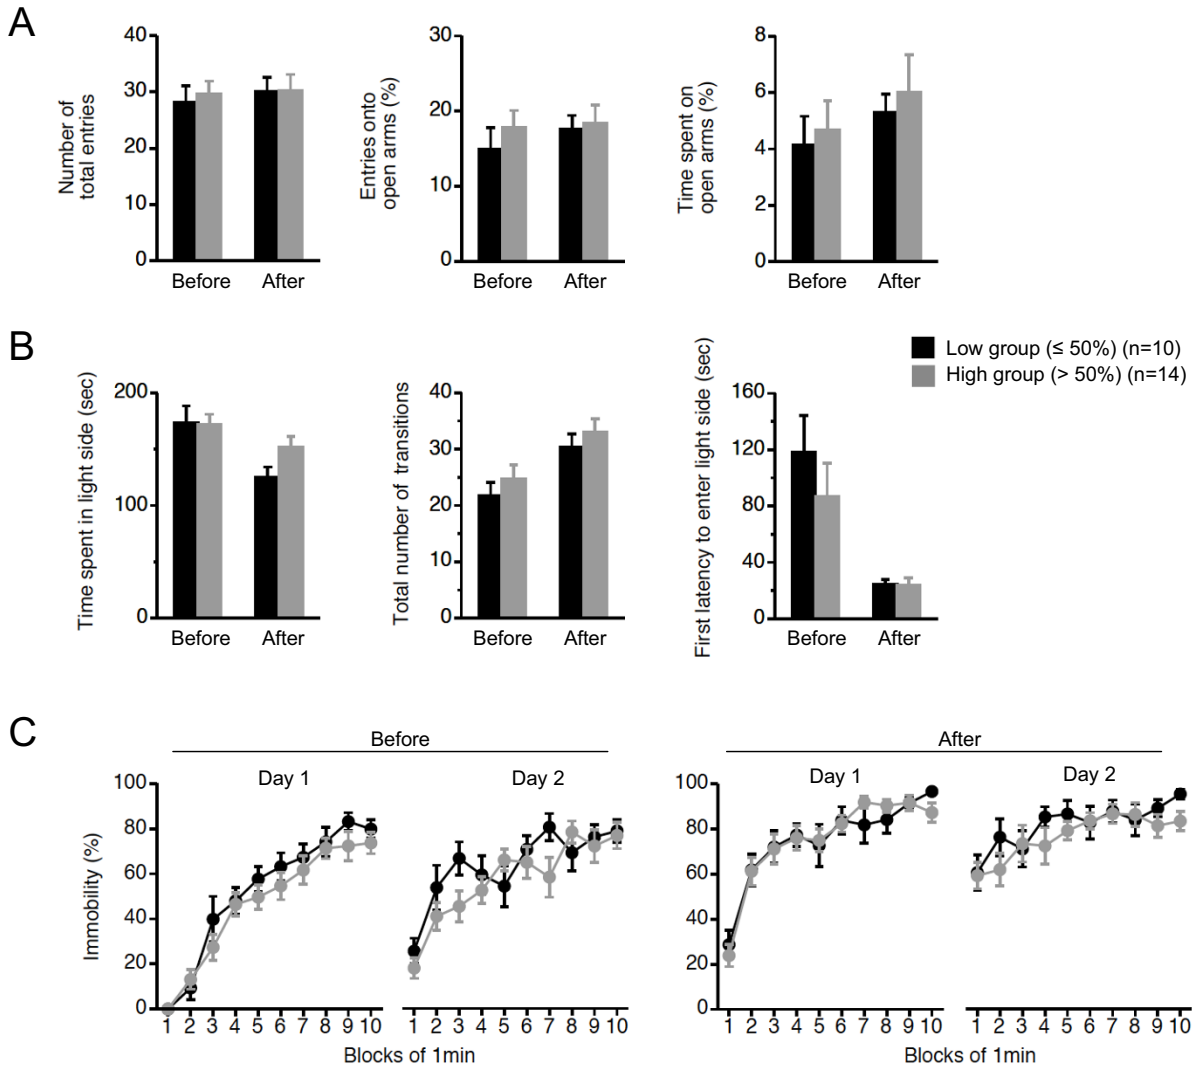 A
Number of
total entries
40
30
20
10
0
Before After
Entries onto
open arms (%)
30
20
10
0
Before After
Time spent on
open arms (%)
8
6
4
2
0
Before After
B
Low group (≤ 50%) (n=10)
High group (> 50%) (n=14)
Time spent in light side (sec)
200
100
0
Before After
Total number of transitions
40
30
20
10
0
Before After
First latency to enter light side (sec)
160
120
80
40
0
Before After
C
Before
Day 1 Day 2
Immobility (%)
100
80
60
40
20
0
1 2 3 4 5 6 7 8 9 10 1 2 3 4 5 6 7 8 9 10
Blocks of 1min
After
Day 1 Day 2
100
80
60
40
20
0
1 2 3 4 5 6 7 8 9 10 1 2 3 4 5 6 7 8 9 10
Blocks of 1min